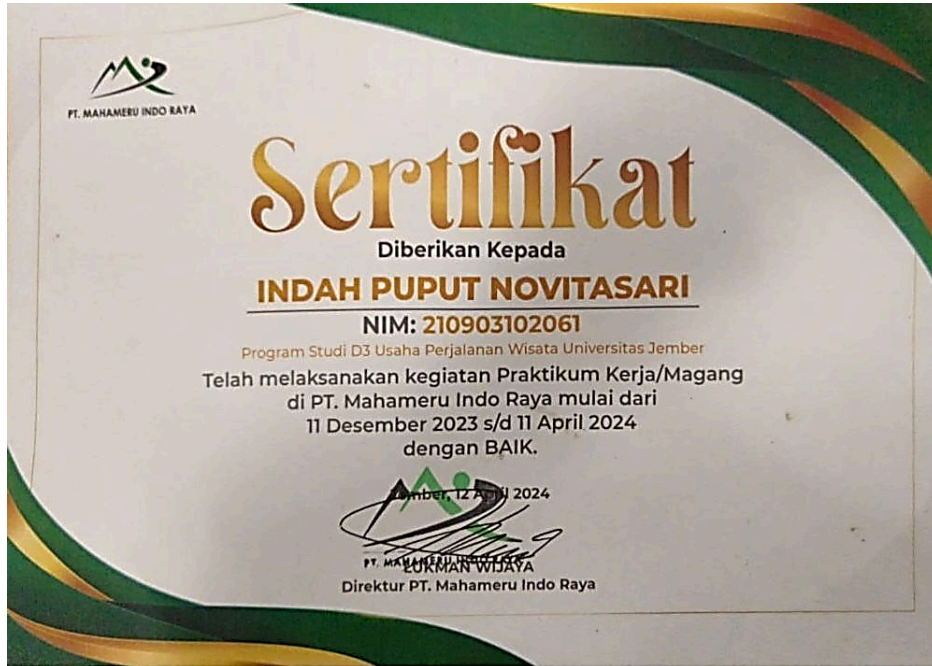 PT. MAHAMERU INDO RAYA
Sertifikat
Diberikan Kepada
INDAH PUPUT NOVITASARI
NIM: 210903102061
Program Studi D3 Usaha Perjalanan Wisata Universitas Jember
Telah melaksanakan kegiatan Praktikum Kerja/Magang
di PT. Mahameru Indo Raya mulai dari
11 Desember 2023 s/d 11 April 2024
dengan BAIK.
Jember, 12 April 2024
PT. MAHAMERU INDO RAYA
LUKMAN WIJAYA
Direktur PT. Mahameru Indo Raya